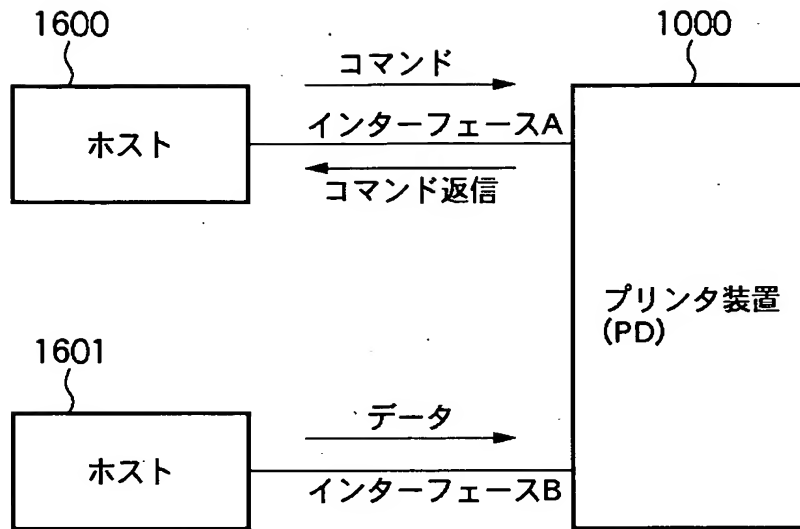 1600
1000
コマンド
ホスト
インターフェースA
コマンド返信
プリンタ装置
(PD)
1601
データ
ホスト
インターフェースB